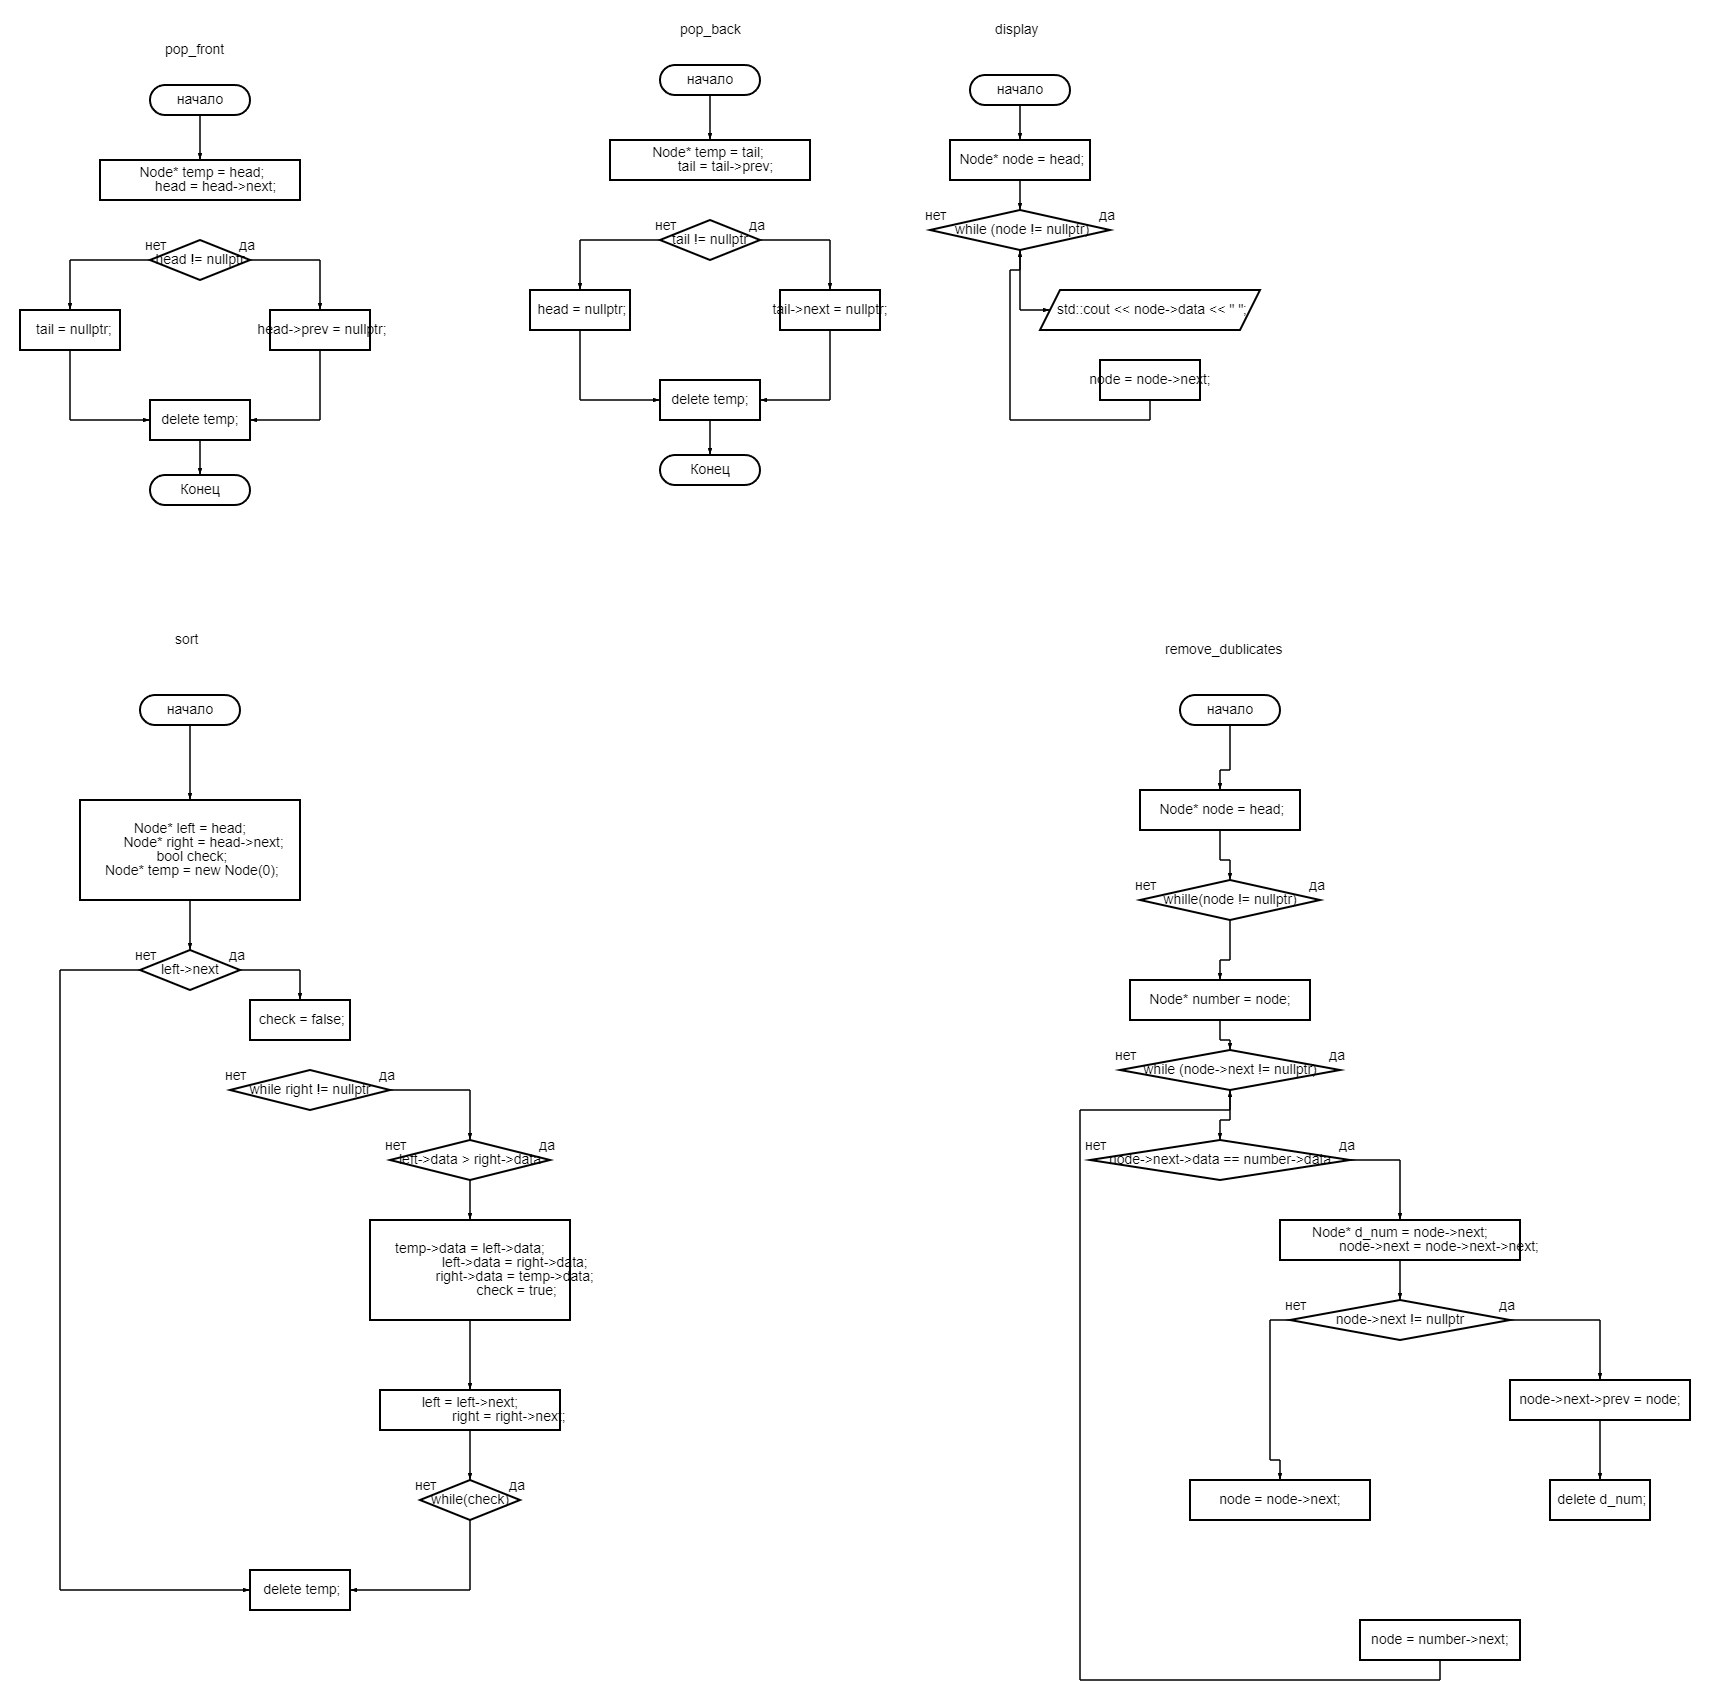 pop_front
начало
Node* temp = head;
head = head->next;
нет
да
head != nullptr
tail = nullptr;
head->prev = nullptr;
delete temp;
Конец
pop_back
начало
Node* temp = tail;
tail = tail->prev;
нет
да
tail != nullptr
head = nullptr;
tail->next = nullptr;
delete temp;
Конец
display
начало
Node* node = head;
нет
да
while (node != nullptr)
std::cout << node->data << " ";
node = node->next;
sort
начало
Node* left = head;
Node* right = head->next;
bool check;
Node* temp = new Node(0);
нет
да
left->next
check = false;
нет
да
while right != nullptr
нет
да
left->data > right->data
temp->data = left->data;
left->data = right->data;
right->data = temp->data;
check = true;
left = left->next;
right = right->next;
нет
да
while(check)
delete temp;
remove_dublicates
начало
Node* node = head;
нет
да
whille(node != nullptr)
Node* number = node;
нет
да
while (node->next != nullptr)
нет
да
node->next->data == number->data
Node* d_num = node->next;
node->next = node->next->next;
нет
да
node->next != nullptr
node->next->prev = node;
node = node->next;
delete d_num;
node = number->next;